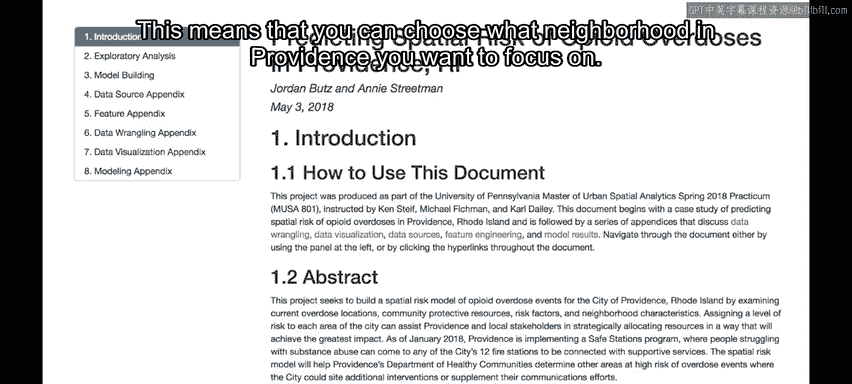 GPT中英字幕课程资源@bilibili.com
This means that you can choose what neighborhood in
Providence you want to focus on.
1. Introduction
2. Exploratory Analysis
3. Model Building
4. Data Source Appendix
5. Feature Appendix
6. Data Wrangling Appendix
7. Data Visualization Appendix
8. Modeling Appendix
Predicting Spatial Risk of Opioid Overdoses
in Providence, RI
Jordan Butz and Annie Streetman
May 3, 2018
1. Introduction
1.1 How to Use This Document
This project was produced as part of the University of Pennsylvania Master of Urban Spatial Analytics Spring 2018 Practicum
(MUSA 801), instructed by Ken Steif, Michael Fichman, and Karl Dailey. This document begins with a case study of predicting
spatial risk of opioid overdoses in Providence, Rhode Island and is followed by a series of appendices that discuss data
wrangling, data visualization, data sources, feature engineering, and model results. Navigate through the document either by
using the panel at the left, or by clicking the hyperlinks throughout the document.
1.2 Abstract
This project seeks to build a spatial risk model of opioid overdose events for the City of Providence, Rhode Island by examining
current overdose locations, community protective resources, risk factors, and neighborhood characteristics. Assigning a level of
risk to each area of the city can assist Providence and local stakeholders in strategically allocating resources in a way that will
achieve the greatest impact. As of January 2018, Providence is implementing a Safe Stations program, where people struggling
with substance abuse can come to any of the City's 12 fire stations to be connected with supportive services. The spatial risk
model will help Providence's Department of Healthy Communities determine other areas at high risk of overdose events where
the City could site additional interventions or supplement their communications efforts.